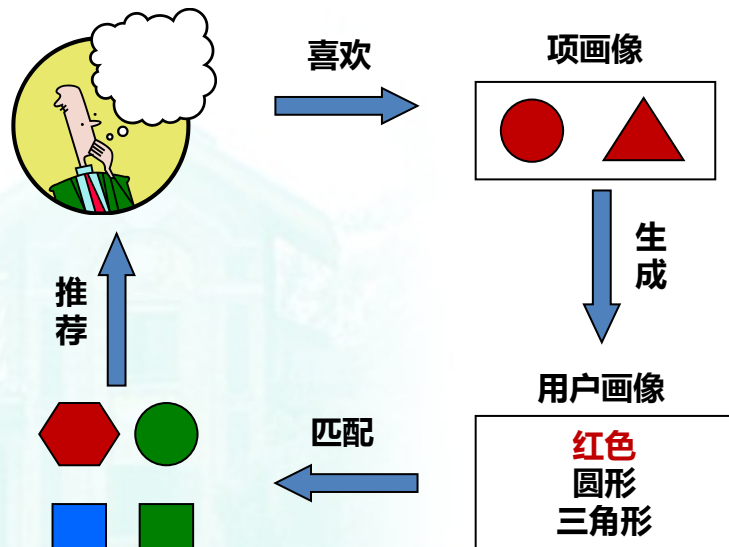 喜欢
项画像
生
成
推
荐
用户画像
匹配
红色
圆形
三角形